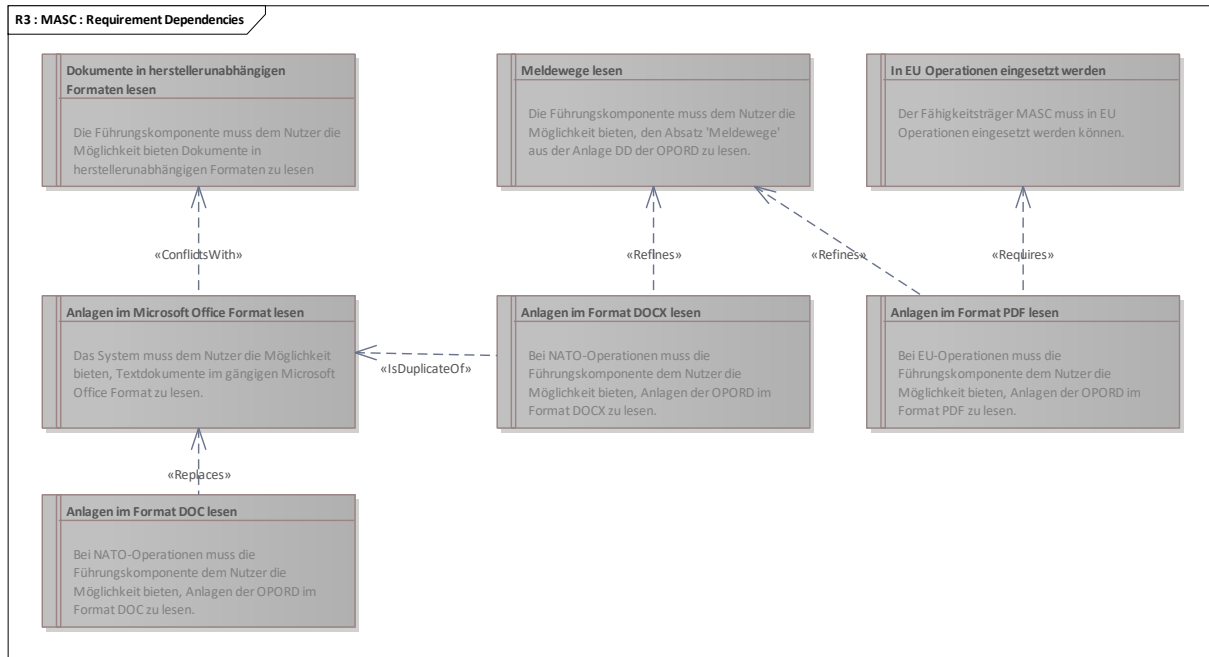 R3 : MASC : Requirement Dependencies
Dokumente in herstellerunabhängigen
Formaten lesen
Die Führungskomponente muss dem Nutzer die
Möglichkeit bieten Dokumente in
herstellerunabhängigen Formaten zu lesen
Meldewege lesen
Die Führungskomponente muss dem Nutzer die
Möglichkeit bieten, den Absatz 'Meldewege'
aus der Anlage DD der OPORD zu lesen.
In EU Operationen eingesetzt werden
Der Fähigkeitsträger MASC muss in EU
Operationen eingesetzt werden können.
«ConflictsWith»
«Refines»
«Refines»
«Requires»
Anlagen im Microsoft Office Format lesen
Das System muss dem Nutzer die Möglichkeit
bieten, Textdokumente im gängigen Microsoft
Office Format zu lesen.
«IsDuplicateOf»
Anlagen im Format DOCX lesen
Bei NATO-Operationen muss die
Führungskomponente dem Nutzer die
Möglichkeit bieten, Anlagen der OPORD im
Format DOCX zu lesen.
Anlagen im Format PDF lesen
Bei EU-Operationen muss die
Führungskomponente dem Nutzer die
Möglichkeit bieten, Anlagen der OPORD im
Format PDF zu lesen.
«Replaces»
Anlagen im Format DOC lesen
Bei NATO-Operationen muss die
Führungskomponente dem Nutzer die
Möglichkeit bieten, Anlagen der OPORD im
Format DOC zu lesen.